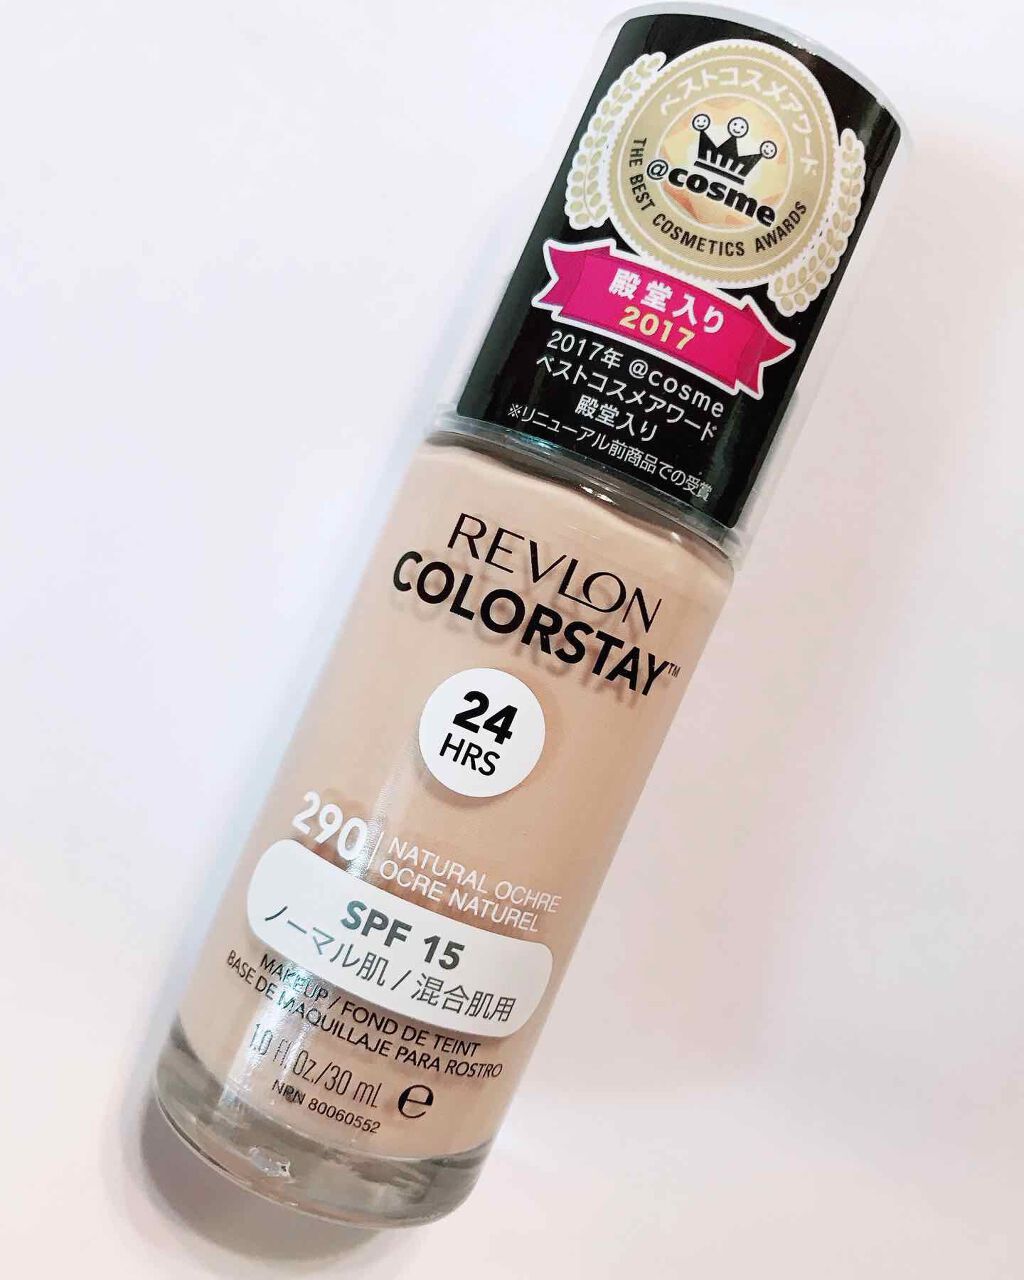 ベストコスメアワード
@cosme
THE BEST COSMETICS AWARDS
殿堂入り
2017
2017年 @cosme
ベストコスメアワード
殿堂入り
※リニューアル前商品での受賞
REVLON
COLORSTAY™
24
HRS
290 NATURAL OCHRE
OCRE NATUREL
SPF 15
ノーマル肌 / 混合肌用
MAKEUP / FOND DE TEINT
BASE DE MAQUILLAJE PARA ROSTRO
1.0 fl.Oz./30 mL ℮
NRN 80060552